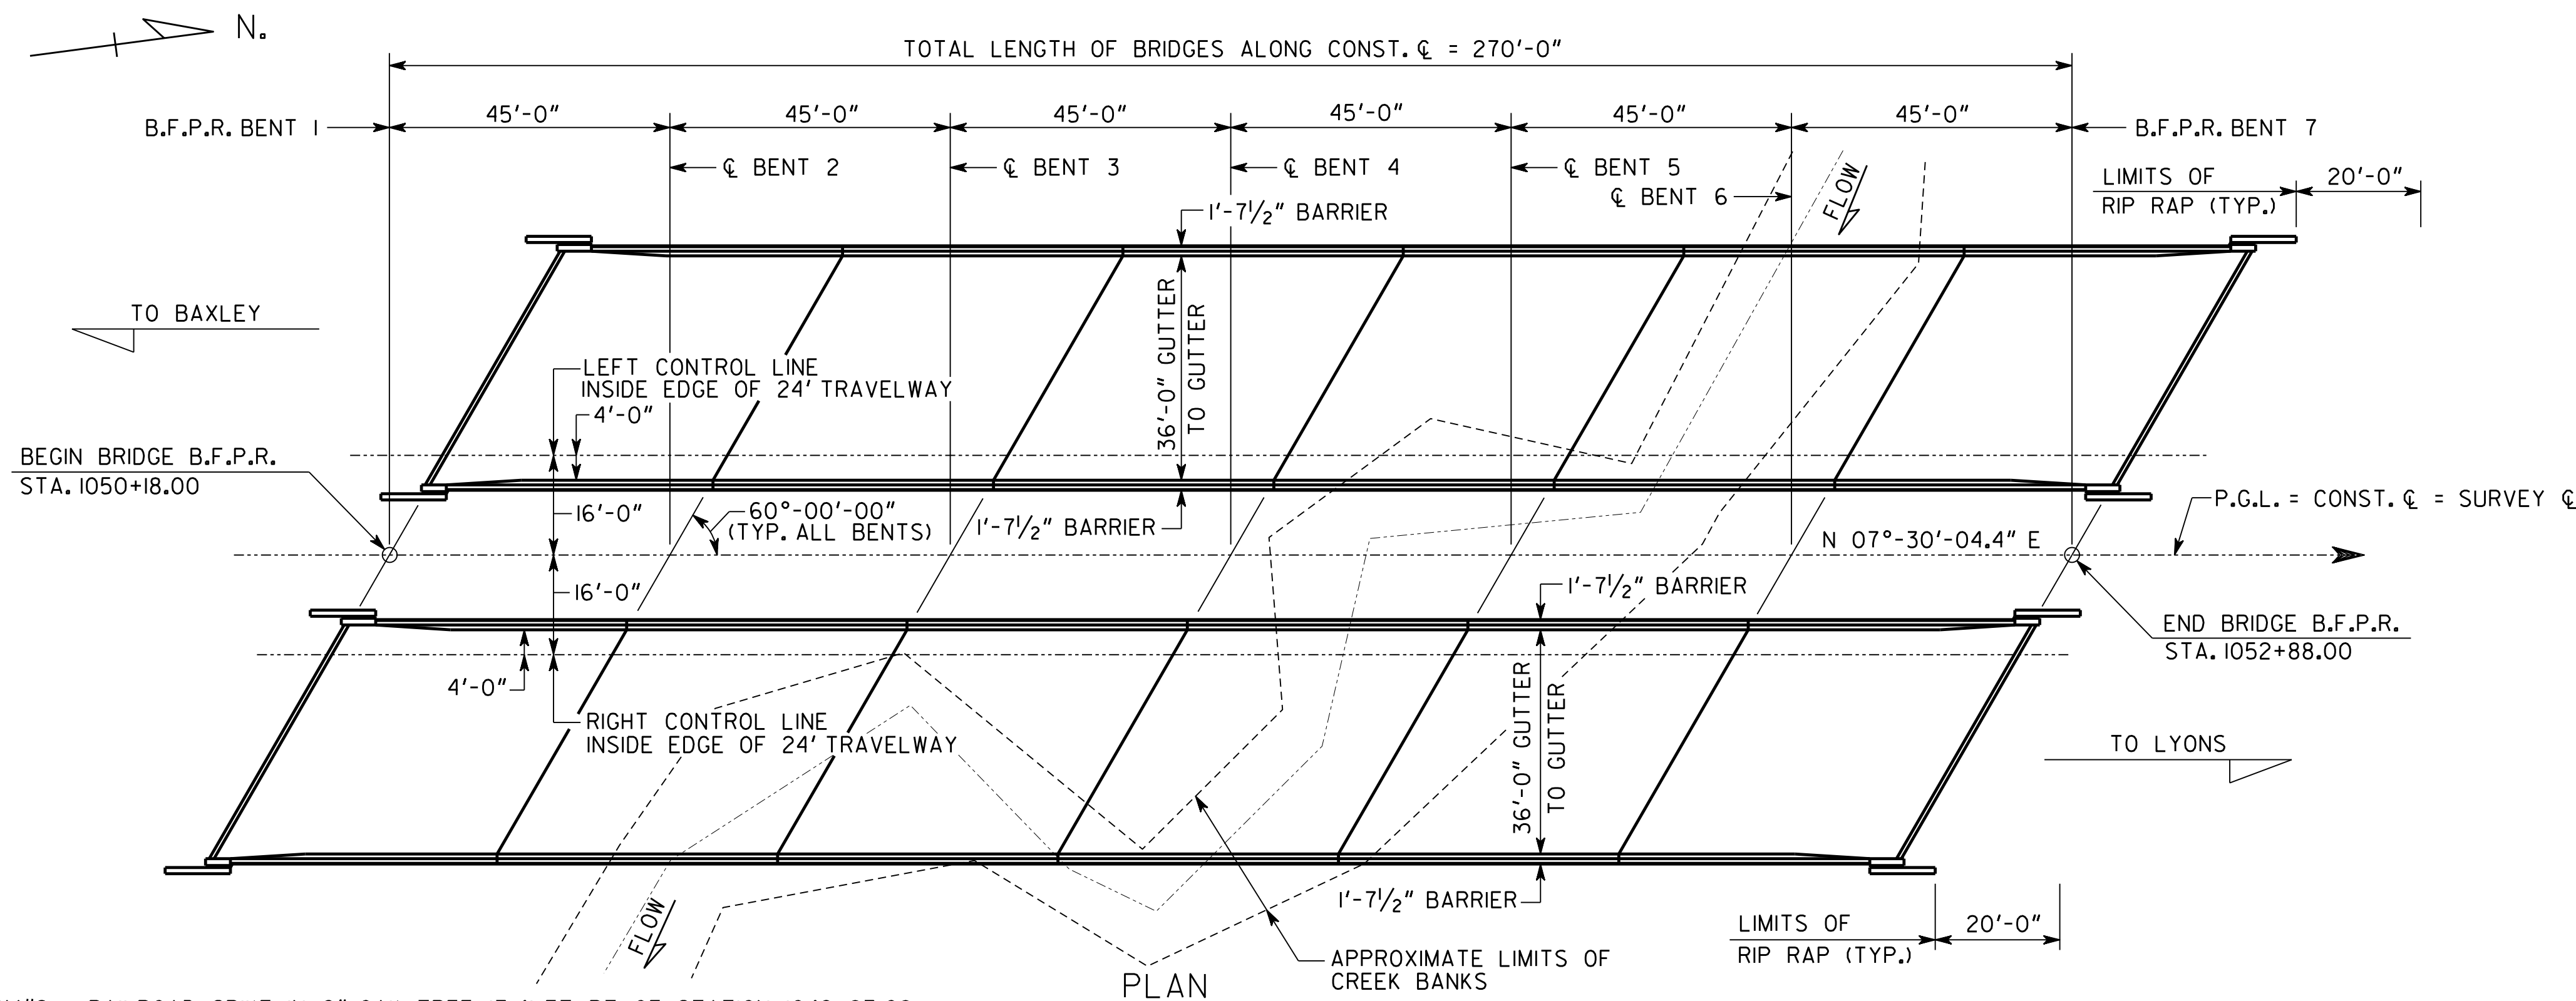 N.
TOTAL LENGTH OF BRIDGES ALONG CONST. ℄ = 270'-0"
B.F.P.R. BENT 1
45'-0"
45'-0"
45'-0"
45'-0"
45'-0"
45'-0"
B.F.P.R. BENT 7
℄ BENT 2
℄ BENT 3
℄ BENT 4
℄ BENT 5
℄ BENT 6
FLOW
LIMITS OF
RIP RAP (TYP.)
20'-0"
1'-7½" BARRIER
36'-0" GUTTER
TO GUTTER
TO BAXLEY
LEFT CONTROL LINE
INSIDE EDGE OF 24' TRAVELWAY
4'-0"
BEGIN BRIDGE B.F.P.R.
STA. 1050+18.00
16'-0"
60°-00'-00"
(TYP. ALL BENTS)
1'-7½" BARRIER
P.G.L. = CONST. ℄ = SURVEY ℄
N 07°-30'-04.4" E
16'-0"
1'-7½" BARRIER
END BRIDGE B.F.P.R.
STA. 1052+88.00
4'-0"
RIGHT CONTROL LINE
INSIDE EDGE OF 24' TRAVELWAY
36'-0" GUTTER
TO GUTTER
TO LYONS
1'-7½" BARRIER
FLOW
LIMITS OF
RIP RAP (TYP.)
20'-0"
APPROXIMATE LIMITS OF
CREEK BANKS
PLAN